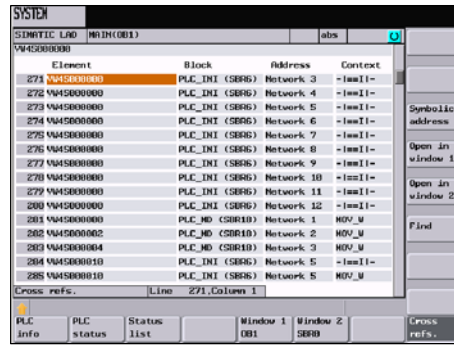 SYSTEM
SIMATIC LAD MAIN(OB1) abs
VW45000000
Element Block Address Context
271 VW45000000 PLC_INI (SBR6) Network 3 -|==I|-
272 VW45000000 PLC_INI (SBR6) Network 4 -|==I|-
273 VW45000000 PLC_INI (SBR6) Network 5 -|==I|-
274 VW45000000 PLC_INI (SBR6) Network 6 -|==I|-
275 VW45000000 PLC_INI (SBR6) Network 7 -|==I|-
276 VW45000000 PLC_INI (SBR6) Network 8 -|==I|-
277 VW45000000 PLC_INI (SBR6) Network 9 -|==I|-
278 VW45000000 PLC_INI (SBR6) Network 10 -|==I|-
279 VW45000000 PLC_INI (SBR6) Network 11 -|==I|-
280 VW45000000 PLC_INI (SBR6) Network 12 -|==I|-
281 VW45000000 PLC_MD (SBR10) Network 1 MOV_W
282 VW45000002 PLC_MD (SBR10) Network 2 MOV_W
283 VW45000004 PLC_MD (SBR10) Network 3 MOV_W
284 VW45000010 PLC_INI (SBR6) Network 5 -|==I|-
285 VW45000010 PLC_INI (SBR6) Network 5 MOV_W
Cross refs. Line 271,Column 1
Symbolic address
Open in window 1
Open in window 2
Find
PLC info
PLC status
Status list
Window 1 OB1
Window 2 SBR0
Cross refs.